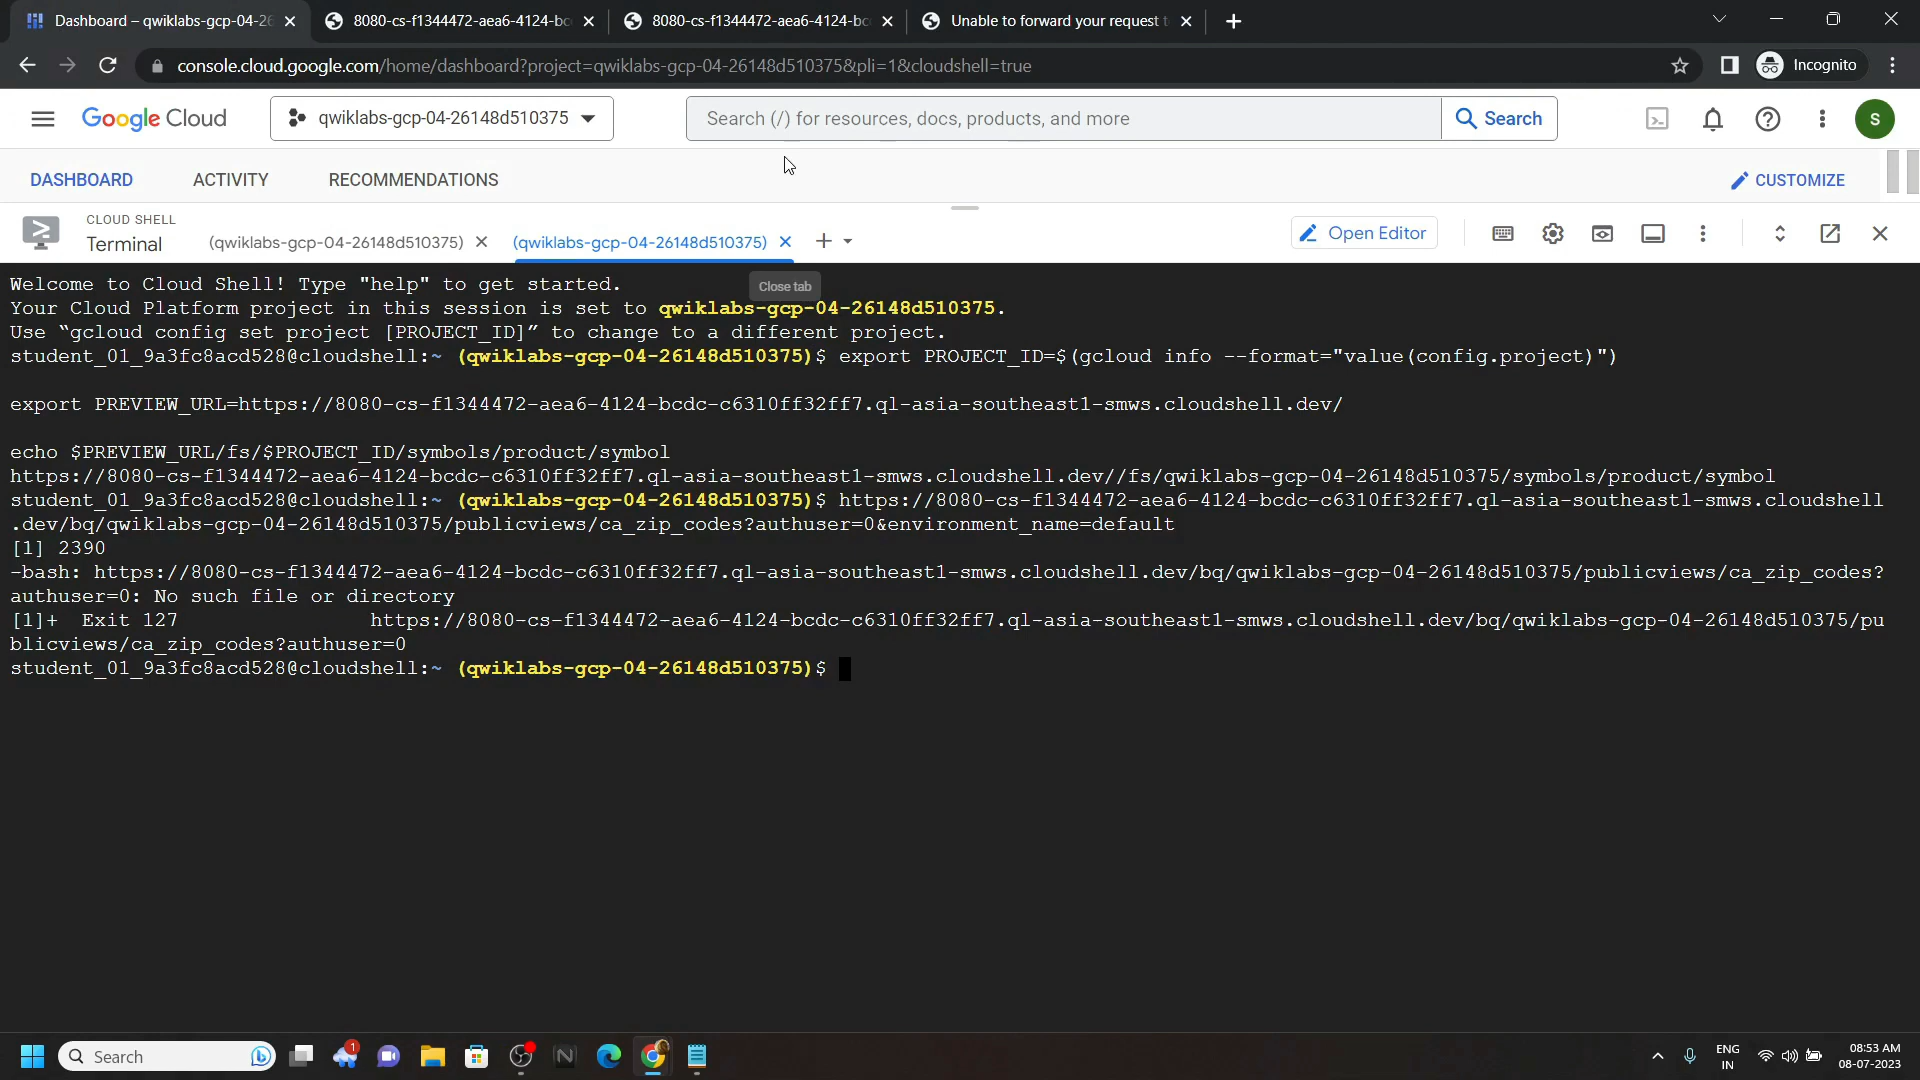 Dashboard – qwiklabs-gcp-04-26
8080-cs-f1344472-aea6-4124-bc
8080-cs-f1344472-aea6-4124-bc
Unable to forward your request t
console.cloud.google.com/home/dashboard?project=qwiklabs-gcp-04-26148d510375&pli=1&cloudshell=true
Incognito
Google Cloud
qwiklabs-gcp-04-26148d510375
Search (/) for resources, docs, products, and more
Search
S
DASHBOARD
ACTIVITY
RECOMMENDATIONS
CUSTOMIZE
CLOUD SHELL
Terminal
(qwiklabs-gcp-04-26148d510375)
(qwiklabs-gcp-04-26148d510375)
Open Editor
Close tab
Welcome to Cloud Shell! Type "help" to get started.
Your Cloud Platform project in this session is set to qwiklabs-gcp-04-26148d510375.
Use “gcloud config set project [PROJECT_ID]” to change to a different project.
student_01_9a3fc8acd528@cloudshell:~ (qwiklabs-gcp-04-26148d510375)$ export PROJECT_ID=$(gcloud info --format="value(config.project)")
export PREVIEW_URL=https://8080-cs-f1344472-aea6-4124-bcdc-c6310ff32ff7.ql-asia-southeast1-smws.cloudshell.dev/
echo $PREVIEW_URL/fs/$PROJECT_ID/symbols/product/symbol
https://8080-cs-f1344472-aea6-4124-bcdc-c6310ff32ff7.ql-asia-southeast1-smws.cloudshell.dev//fs/qwiklabs-gcp-04-26148d510375/symbols/product/symbol
student_01_9a3fc8acd528@cloudshell:~ (qwiklabs-gcp-04-26148d510375)$ https://8080-cs-f1344472-aea6-4124-bcdc-c6310ff32ff7.ql-asia-southeast1-smws.cloudshell
.dev/bq/qwiklabs-gcp-04-26148d510375/publicviews/ca_zip_codes?authuser=0&environment_name=default
[1] 2390
-bash: https://8080-cs-f1344472-aea6-4124-bcdc-c6310ff32ff7.ql-asia-southeast1-smws.cloudshell.dev/bq/qwiklabs-gcp-04-26148d510375/publicviews/ca_zip_codes?
authuser=0: No such file or directory
[1]+  Exit 127                https://8080-cs-f1344472-aea6-4124-bcdc-c6310ff32ff7.ql-asia-southeast1-smws.cloudshell.dev/bq/qwiklabs-gcp-04-26148d510375/pu
blicviews/ca_zip_codes?authuser=0
student_01_9a3fc8acd528@cloudshell:~ (qwiklabs-gcp-04-26148d510375)$
Search
1
ENG
IN
08:53 AM
08-07-2023